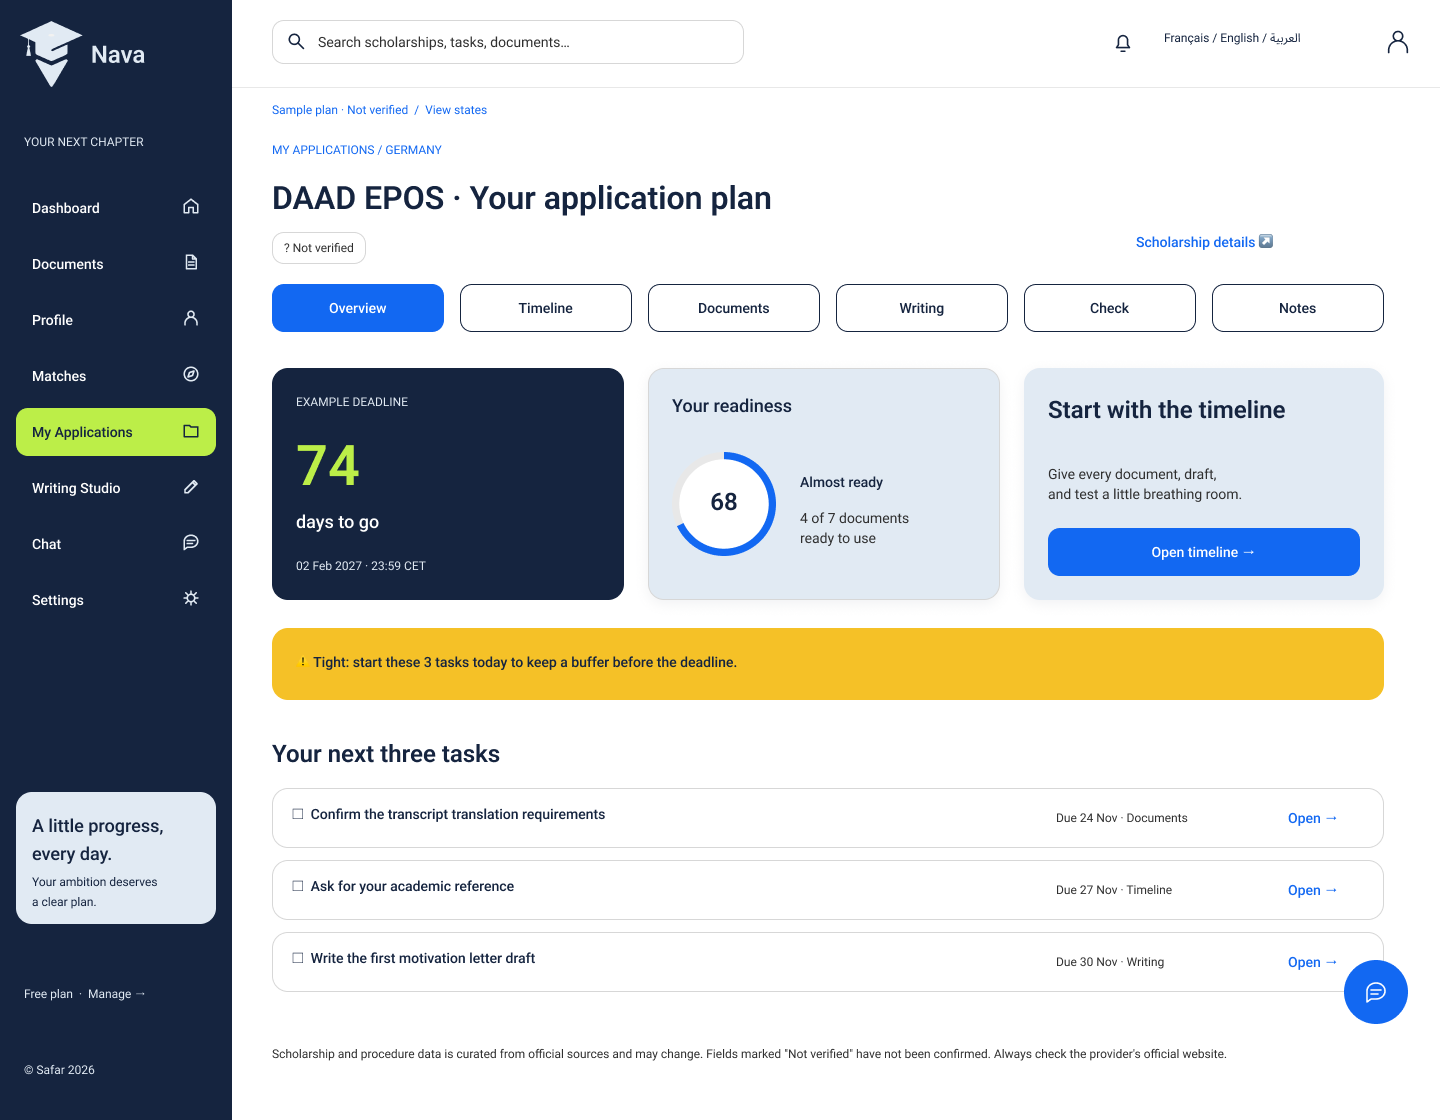 Nava
YOUR NEXT CHAPTER
Dashboard
Documents
Profile
Matches
My Applications
Writing Studio
Chat
Settings
A little progress,
every day.
Your ambition deserves
a clear plan.
Free plan · Manage →
© Safar 2026
Search scholarships, tasks, documents...
Français / English / العربية
Sample plan · Not verified / View states
MY APPLICATIONS / GERMANY
DAAD EPOS · Your application plan
? Not verified
Scholarship details ↗
Overview
Timeline
Documents
Writing
Check
Notes
EXAMPLE DEADLINE
74
days to go
02 Feb 2027 · 23:59 CET
Your readiness
68
Almost ready
4 of 7 documents
ready to use
Start with the timeline
Give every document, draft,
and test a little breathing room.
Open timeline →
! Tight: start these 3 tasks today to keep a buffer before the deadline.
Your next three tasks
☐ Confirm the transcript translation requirements
Due 24 Nov · Documents
Open →
☐ Ask for your academic reference
Due 27 Nov · Timeline
Open →
☐ Write the first motivation letter draft
Due 30 Nov · Writing
Open →
Scholarship and procedure data is curated from official sources and may change. Fields marked "Not verified" have not been confirmed. Always check the provider's official website.